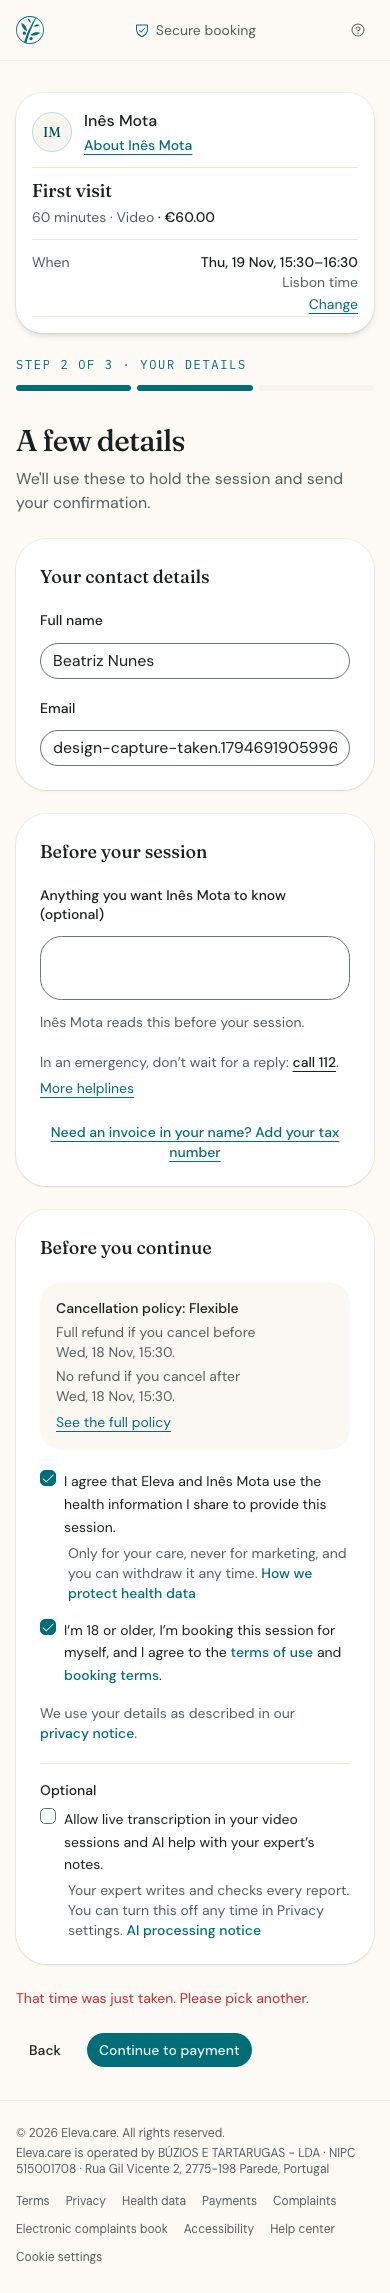 Secure booking
IM
Inês Mota
About Inês Mota
First visit
60 minutes · Video · €60.00
When
Thu, 19 Nov, 15:30–16:30
Lisbon time
Change
STEP 2 OF 3 · YOUR DETAILS
A few details
We'll use these to hold the session and send
your confirmation.
Your contact details
Full name
Beatriz Nunes
Email
design-capture-taken.1794691905996
Before your session
Anything you want Inês Mota to know
(optional)
Inês Mota reads this before your session.
In an emergency, don’t wait for a reply: call 112.
More helplines
Need an invoice in your name? Add your tax
number
Before you continue
Cancellation policy: Flexible
Full refund if you cancel before
Wed, 18 Nov, 15:30.
No refund if you cancel after
Wed, 18 Nov, 15:30.
See the full policy
I agree that Eleva and Inês Mota use the
health information I share to provide this
session.
Only for your care, never for marketing, and
you can withdraw it any time. How we
protect health data
I’m 18 or older, I’m booking this session for
myself, and I agree to the terms of use and
booking terms.
We use your details as described in our
privacy notice.
Optional
Allow live transcription in your video
sessions and AI help with your expert’s
notes.
Your expert writes and checks every report.
You can turn this off any time in Privacy
settings. AI processing notice
That time was just taken. Please pick another.
Back
Continue to payment
© 2026 Eleva.care. All rights reserved.
Eleva.care is operated by BÚZIOS E TARTARUGAS - LDA · NIPC
515001708 · Rua Gil Vicente 2, 2775-198 Parede, Portugal
Terms Privacy Health data Payments Complaints
Electronic complaints book Accessibility Help center
Cookie settings